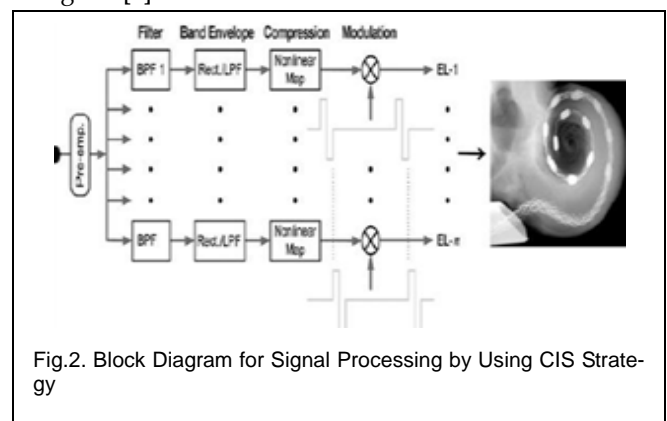 Filter Band Envelope Compression Modulation
Pre-emp.
BPF 1 Rect./LPF Nonlinear Map EL-1
BPF Rect./LPF Nonlinear Map EL-n
Fig.2. Block Diagram for Signal Processing by Using CIS Strate-
gy